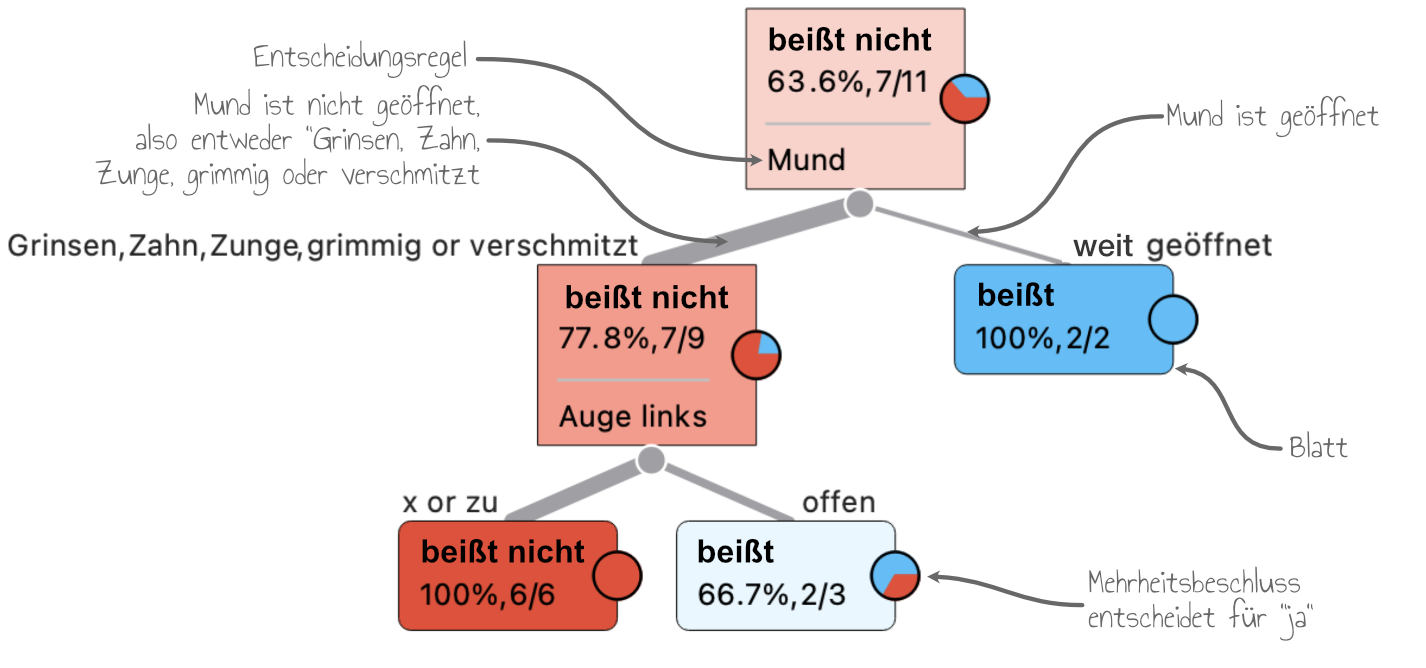 beißt nicht
63.6%, 7/11
Mund
Entscheidungsregel
Mund ist nicht geöffnet,
also entweder "Grinsen, Zahn,
Zunge, grimmig oder verschmitzt
Mund ist geöffnet
Grinsen, Zahn, Zunge, grimmig or verschmitzt
weit geöffnet
beißt nicht
77.8%, 7/9
Auge links
beißt
100%, 2/2
Blatt
x or zu
offen
beißt nicht
100%, 6/6
beißt
66.7%, 2/3
Mehrheitsbeschluss
entscheidet für "ja"